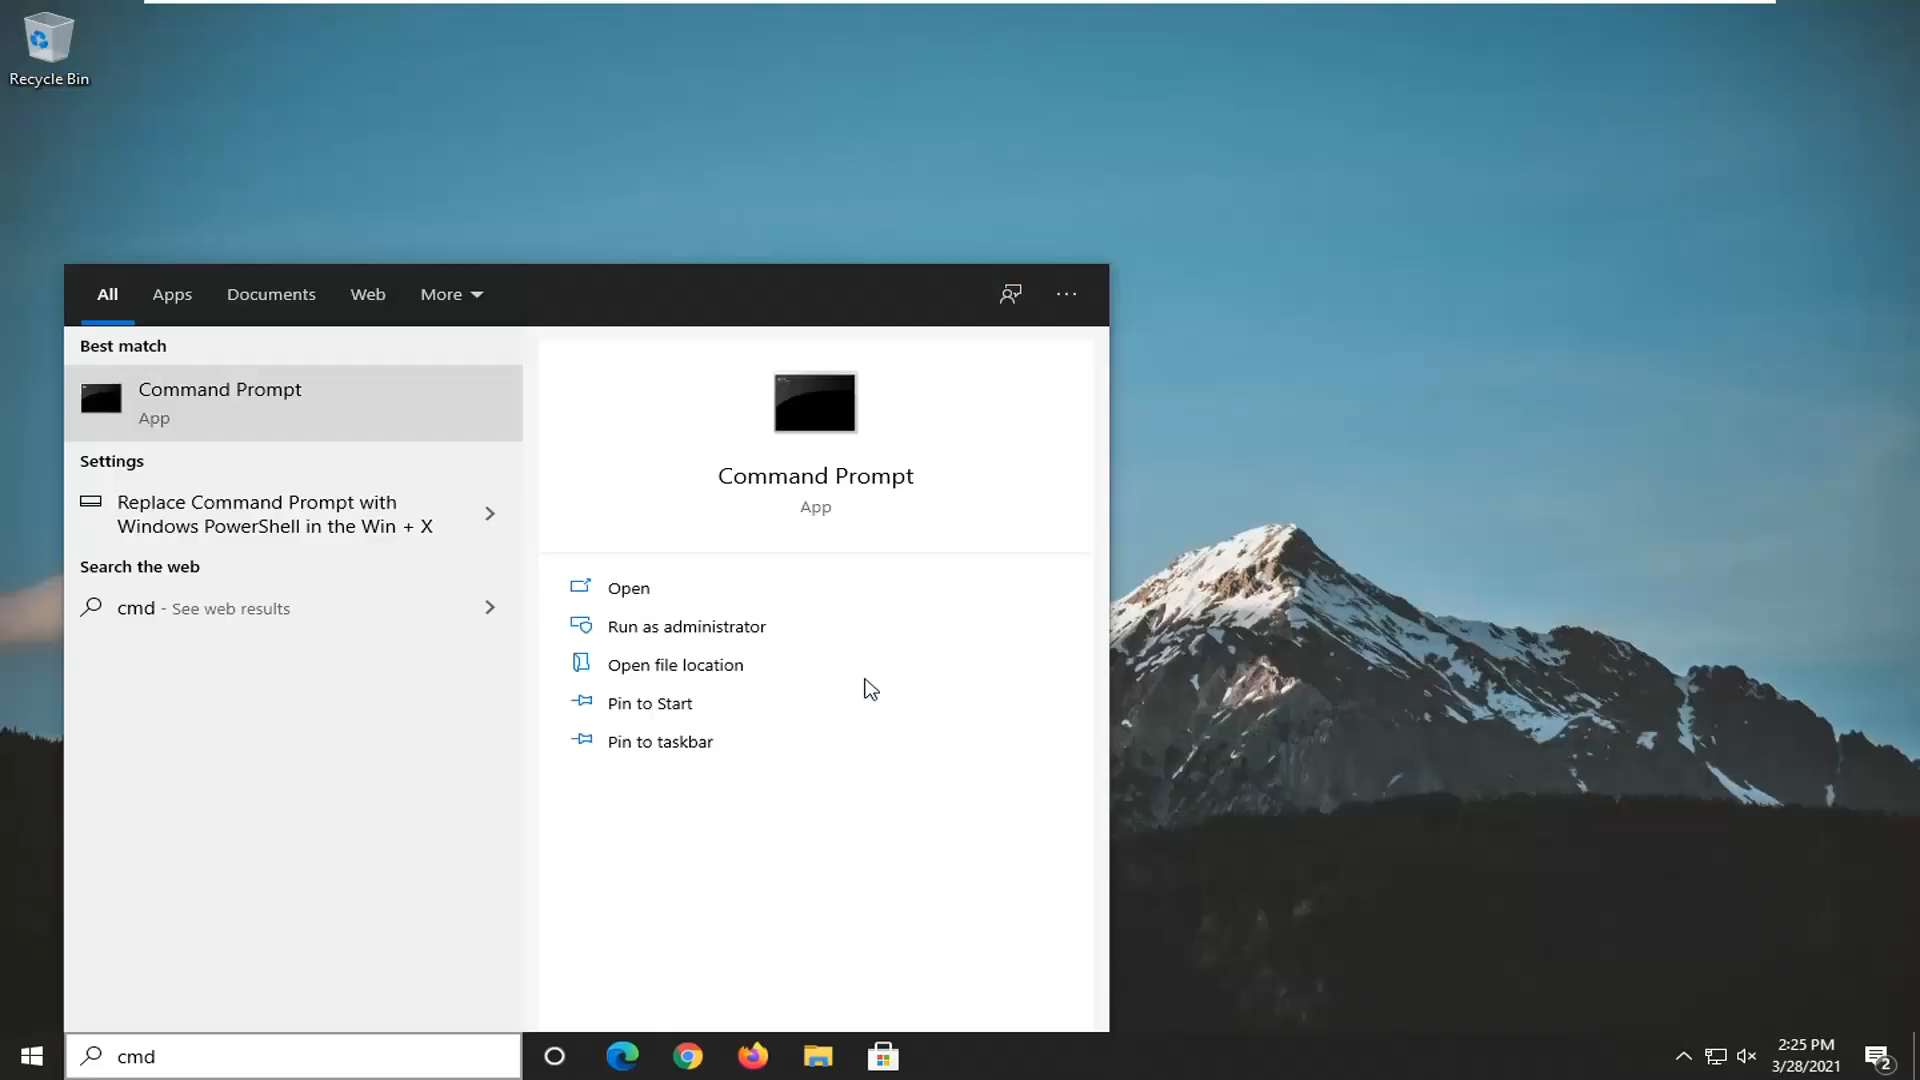 Recycle Bin
All
Apps
Documents
Web
More
Best match
Command Prompt
App
Settings
Replace Command Prompt with
Windows PowerShell in the Win + X
Search the web
cmd - See web results
Command Prompt
App
Open
Run as administrator
Open file location
Pin to Start
Pin to taskbar
cmd
2:25 PM
3/28/2021
2